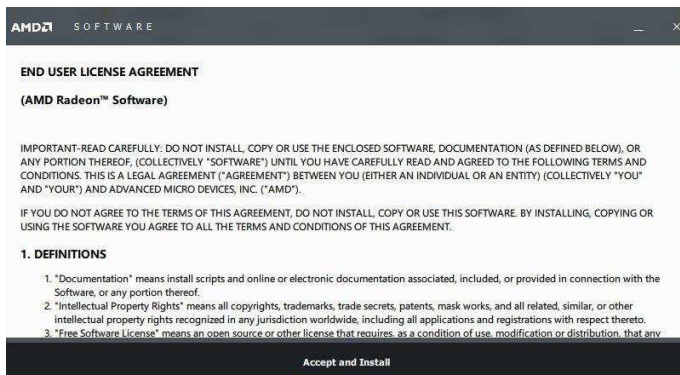 AMD SOFTWARE
END USER LICENSE AGREEMENT
(AMD Radeon™ Software)
IMPORTANT-READ CAREFULLY: DO NOT INSTALL, COPY OR USE THE ENCLOSED SOFTWARE, DOCUMENTATION (AS DEFINED BELOW), OR
ANY PORTION THEREOF, (COLLECTIVELY "SOFTWARE") UNTIL YOU HAVE CAREFULLY READ AND AGREED TO THE FOLLOWING TERMS AND
CONDITIONS. THIS IS A LEGAL AGREEMENT ("AGREEMENT") BETWEEN YOU (EITHER AN INDIVIDUAL OR AN ENTITY) (COLLECTIVELY "YOU"
AND "YOUR") AND ADVANCED MICRO DEVICES, INC. ("AMD").
IF YOU DO NOT AGREE TO THE TERMS OF THIS AGREEMENT, DO NOT INSTALL, COPY OR USE THIS SOFTWARE. BY INSTALLING, COPYING OR
USING THE SOFTWARE YOU AGREE TO ALL THE TERMS AND CONDITIONS OF THIS AGREEMENT.
1. DEFINITIONS
1. "Documentation" means install scripts and online or electronic documentation associated, included, or provided in connection with the
Software, or any portion thereof.
2. "Intellectual Property Rights" means all copyrights, trademarks, trade secrets, patents, mask works, and all related, similar, or other
intellectual property rights recognized in any jurisdiction worldwide, including all applications and registrations with respect thereto.
3. "Free Software License" means an open source or other license that requires, as a condition of use, modification or distribution, that any
Accept and Install